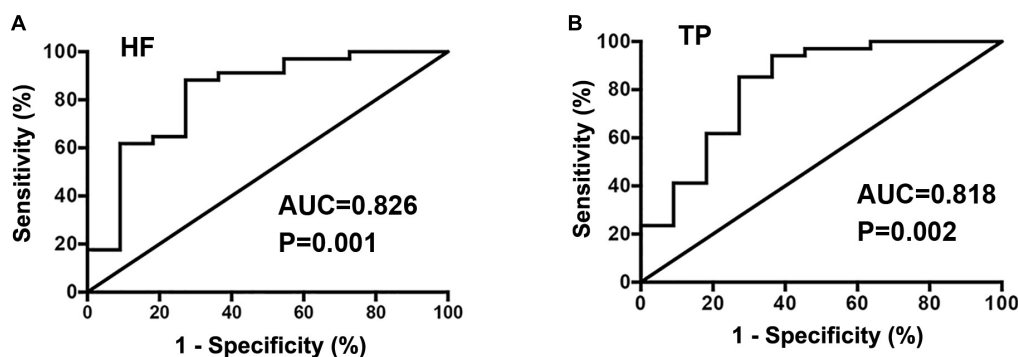 A
HF
100
80
60
40
20
0
Sensitivity (%)
AUC=0.826
P=0.001
0 20 40 60 80 100
1 - Specificity (%)
B
TP
100
80
60
40
20
0
Sensitivity (%)
AUC=0.818
P=0.002
0 20 40 60 80 100
1 - Specificity (%)